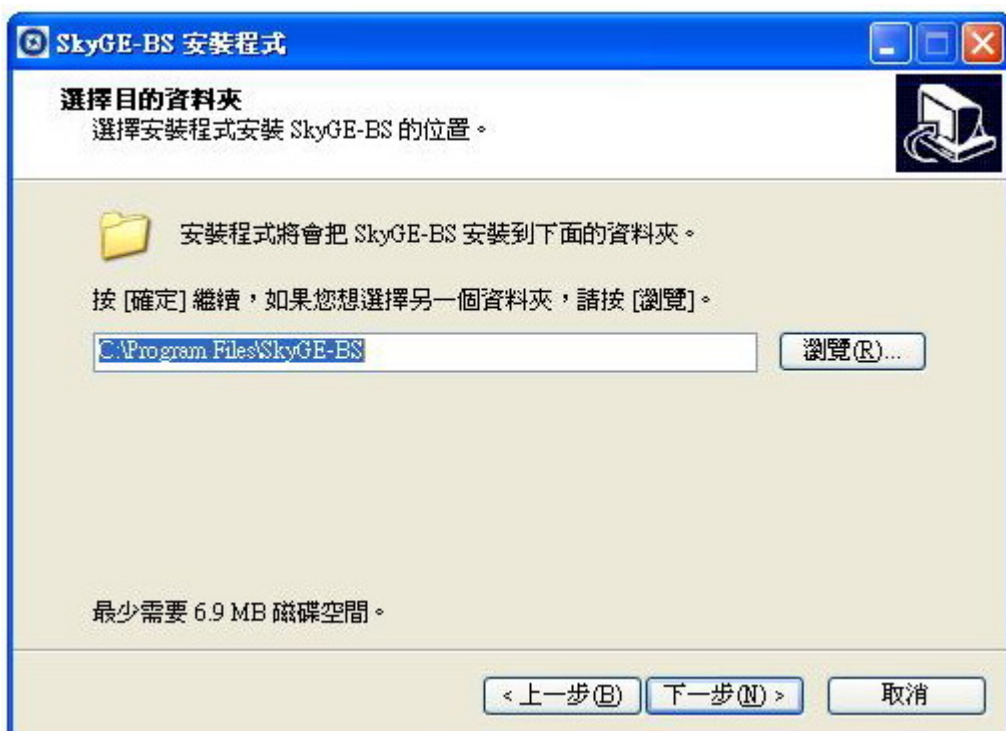 SkyGE-BS 安裝程式
選擇目的資料夾
選擇安裝程式安裝 SkyGE-BS 的位置。
安裝程式將會把 SkyGE-BS 安裝到下面的資料夾。
按 [確定] 繼續，如果您想選擇另一個資料夾，請按 [瀏覽]。
C:\Program Files\SkyGE-BS
瀏覽(R)...
最少需要 6.9 MB 磁碟空間。
< 上一步(B) 下一步(N) > 取消